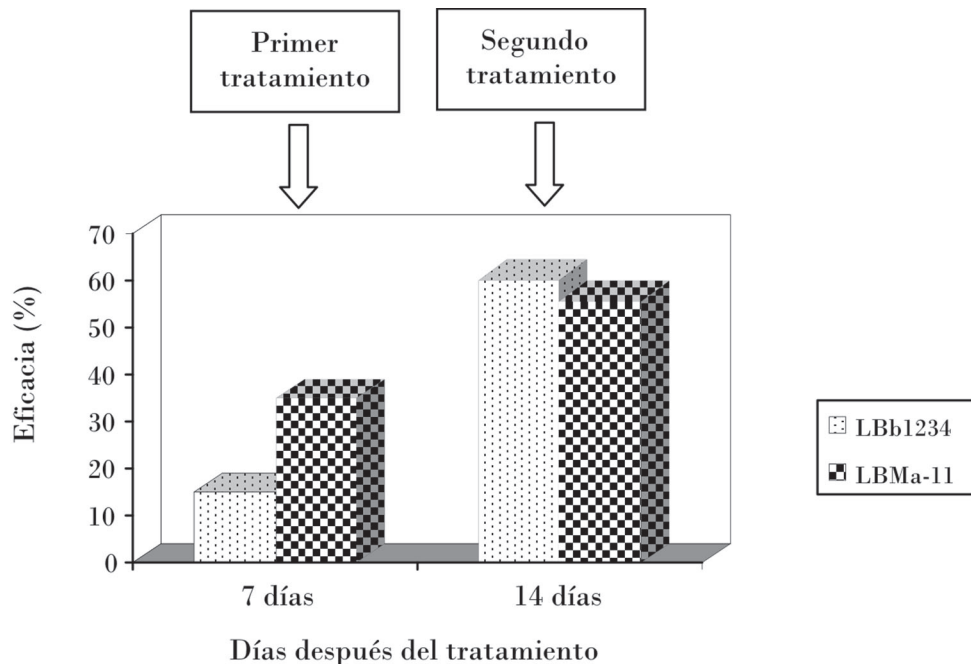 Primer
tratamiento
Segundo
tratamiento
Eficacia (%)
70
60
50
40
30
20
10
0
7 días
14 días
Días después del tratamiento
LBb1234
LBMa-11